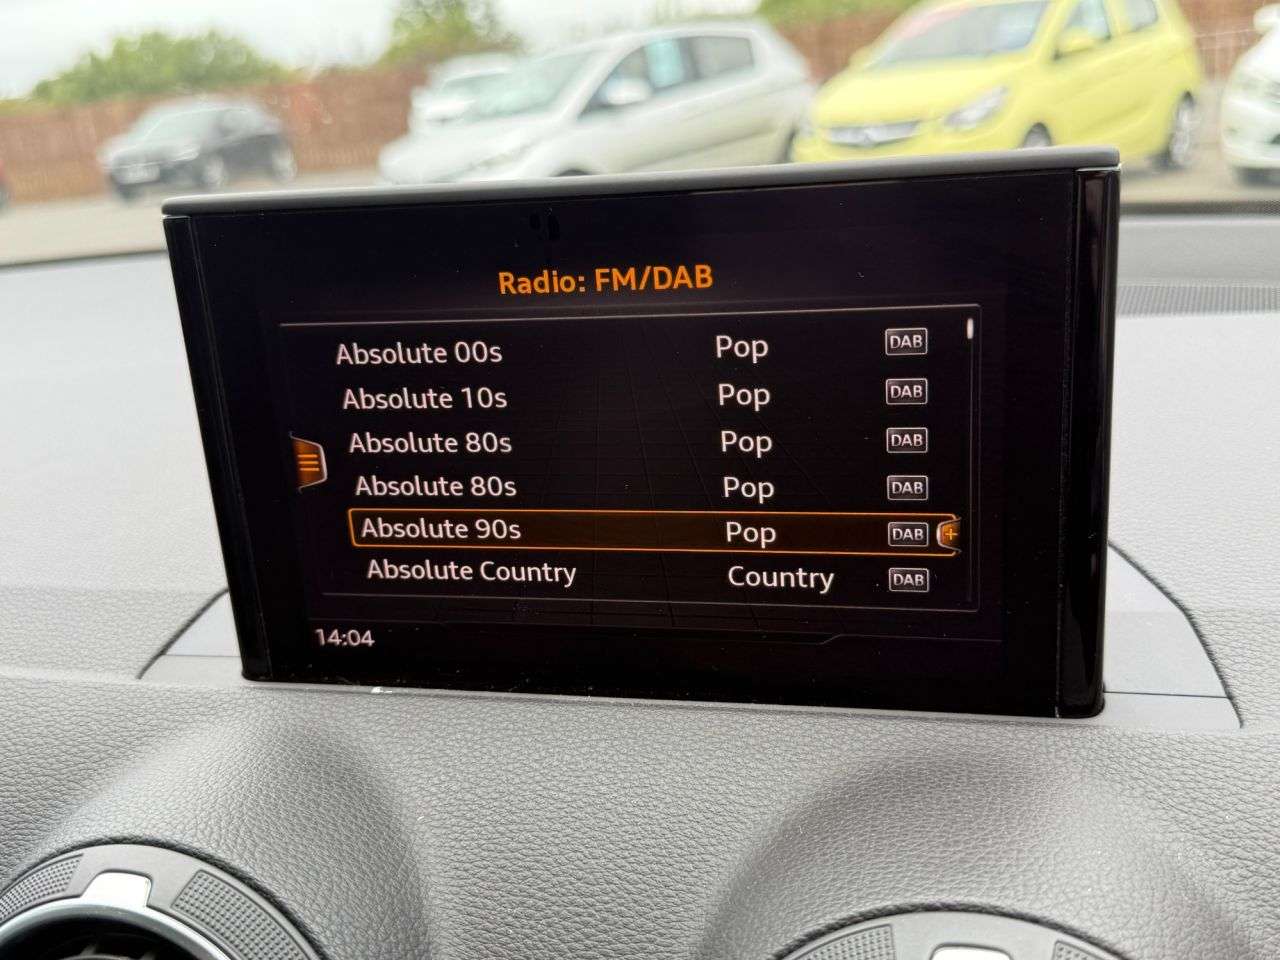 Radio: FM/DAB
Absolute 00s Pop DAB
Absolute 10s Pop DAB
Absolute 80s Pop DAB
Absolute 80s Pop DAB
Absolute 90s Pop DAB +
Absolute Country Country DAB
14:04